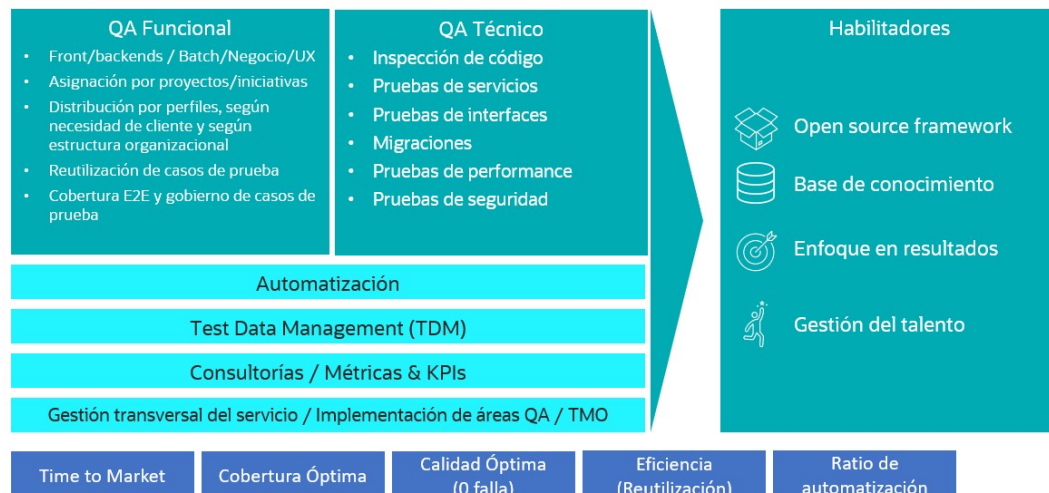 QA Funcional
• Front/backends / Batch/Negocio/UX
• Asignación por proyectos/iniciativas
• Distribución por perfiles, según
necesidad de cliente y según
estructura organizacional
• Reutilización de casos de prueba
• Cobertura E2E y gobierno de casos de
prueba
QA Técnico
• Inspección de código
• Pruebas de servicios
• Pruebas de interfaces
• Migraciones
• Pruebas de performance
• Pruebas de seguridad
Habilitadores
Open source framework
Base de conocimiento
Enfoque en resultados
Gestión del talento
Automatización
Test Data Management (TDM)
Consultorías / Métricas & KPIs
Gestión transversal del servicio / Implementación de áreas QA / TMO
Time to Market
Cobertura Óptima
Calidad Óptima
(0 falla)
Eficiencia
(Reutilización)
Ratio de
automatización